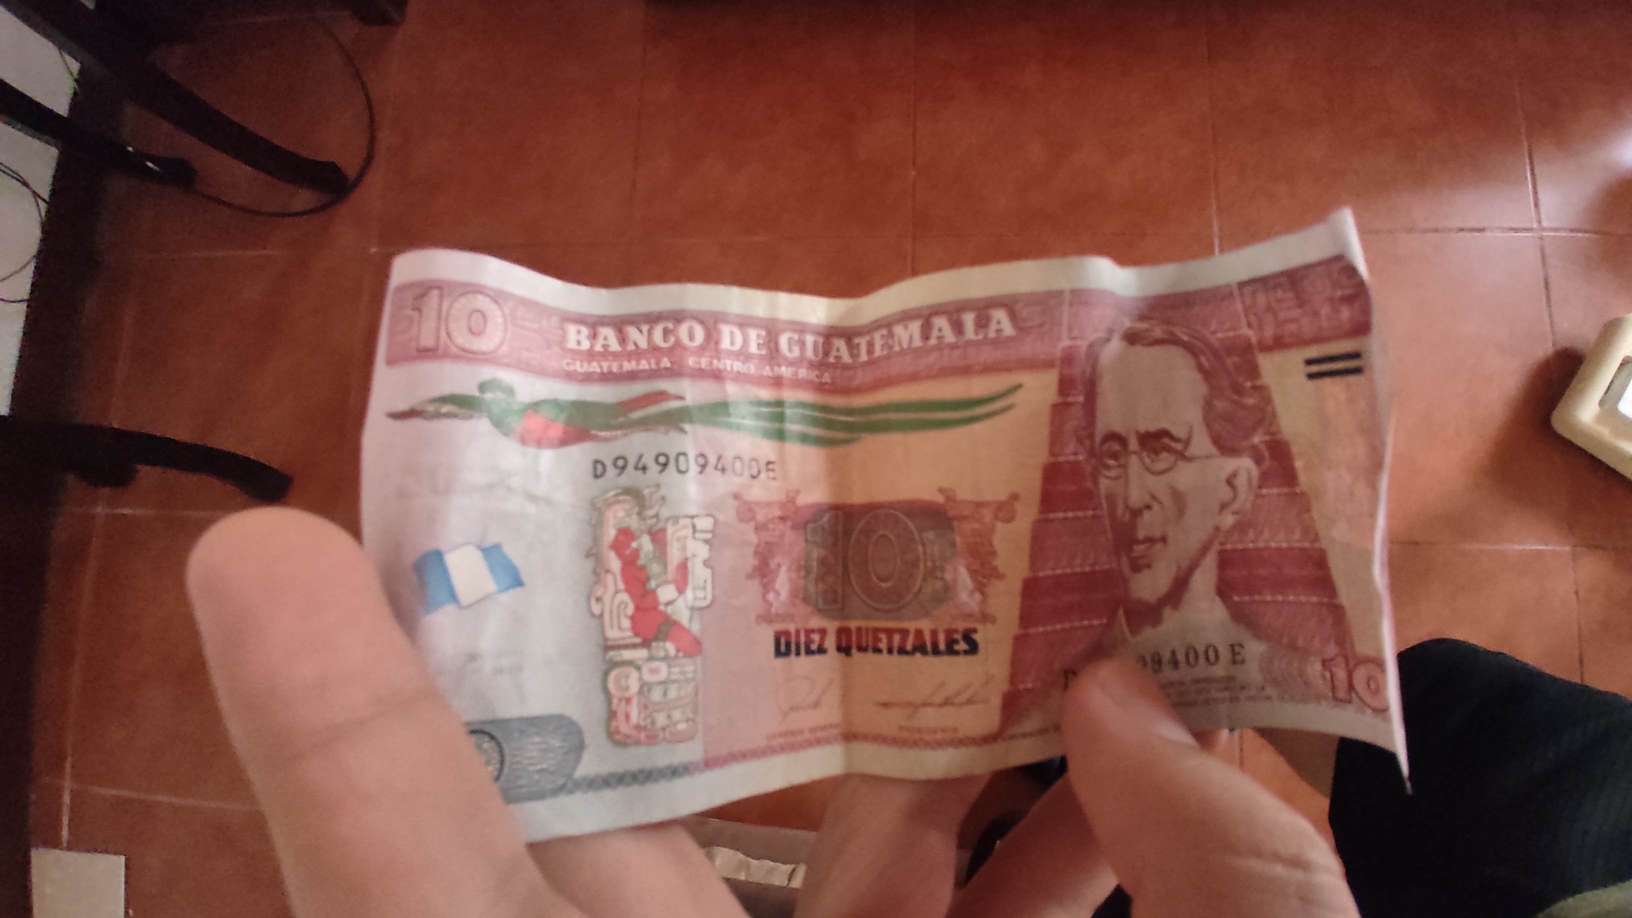 10
BANCO DE GUATEMALA
GUATEMALA, CENTRO AMERICA
D94909400E
10
DIEZ QUETZALES
09400 E
10